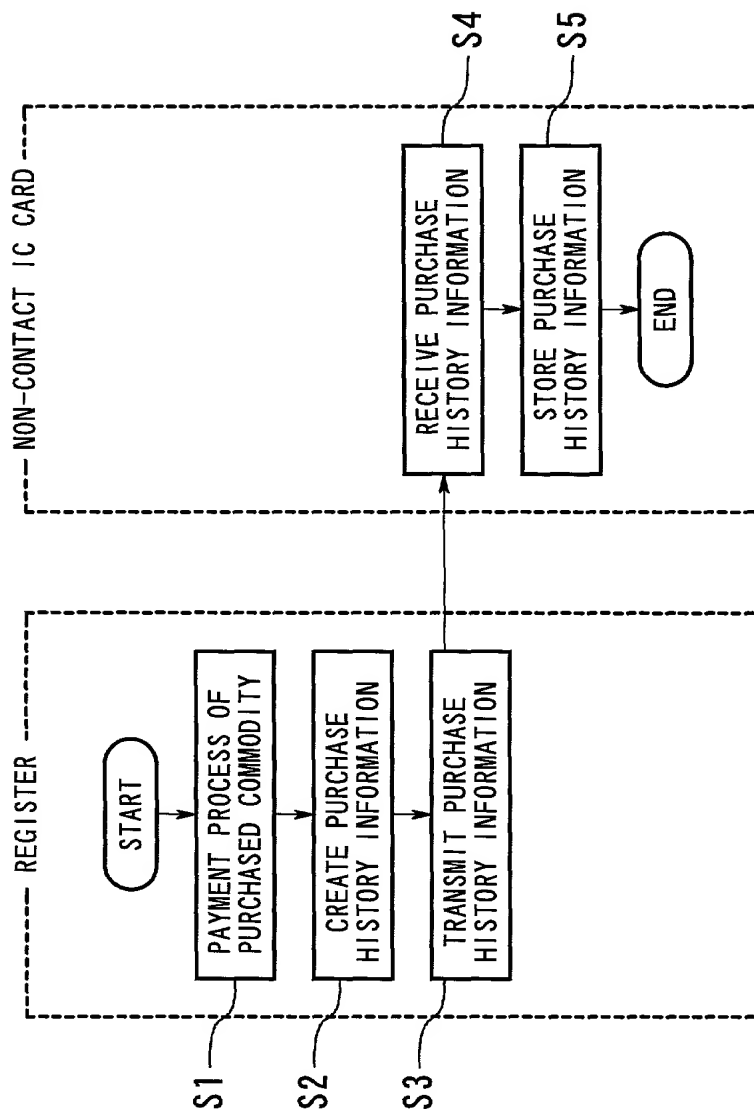 REGISTER
START
S1
PAYMENT PROCESS OF
PURCHASED COMMODITY
S2
CREATE PURCHASE
HISTORY INFORMATION
S3
TRANSMIT PURCHASE
HISTORY INFORMATION
NON-CONTACT IC CARD
RECEIVE PURCHASE
HISTORY INFORMATION
S4
STORE PURCHASE
HISTORY INFORMATION
S5
END